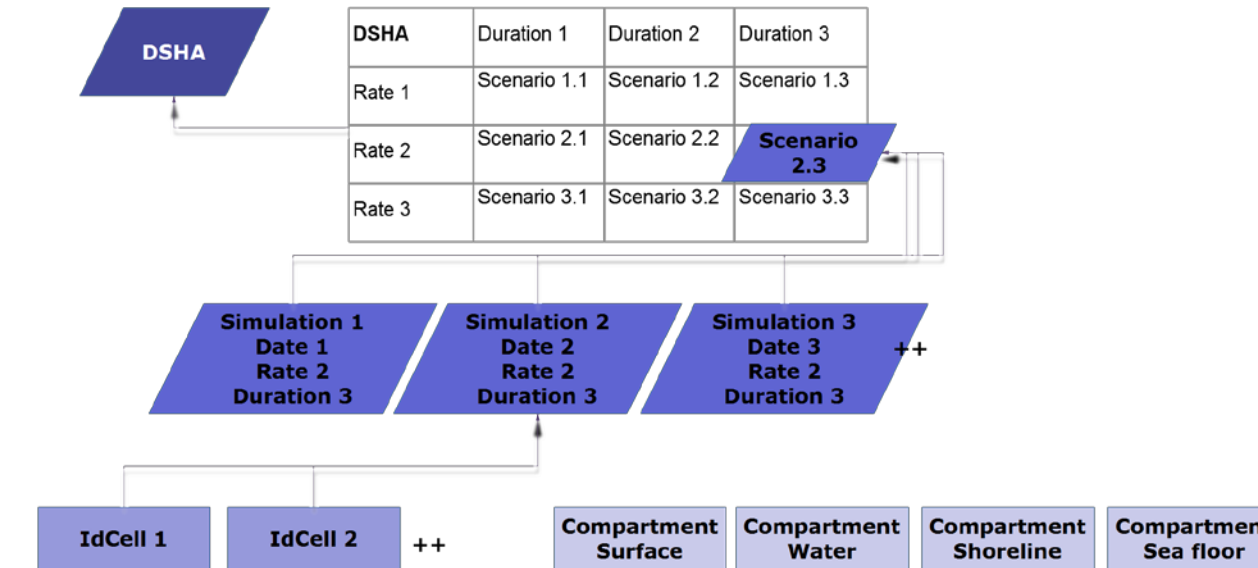 DSHA
DSHA Duration 1 Duration 2 Duration 3
Rate 1 Scenario 1.1 Scenario 1.2 Scenario 1.3
Rate 2 Scenario 2.1 Scenario 2.2 Scenario
2.3
Rate 3 Scenario 3.1 Scenario 3.2 Scenario 3.3
Simulation 1
Date 1
Rate 2
Duration 3
Simulation 2
Date 2
Rate 2
Duration 3
Simulation 3
Date 3
Rate 2
Duration 3
++
IdCell 1
IdCell 2
++
Compartment
Surface
Compartment
Water
Compartment
Shoreline
Compartmen
Sea floor